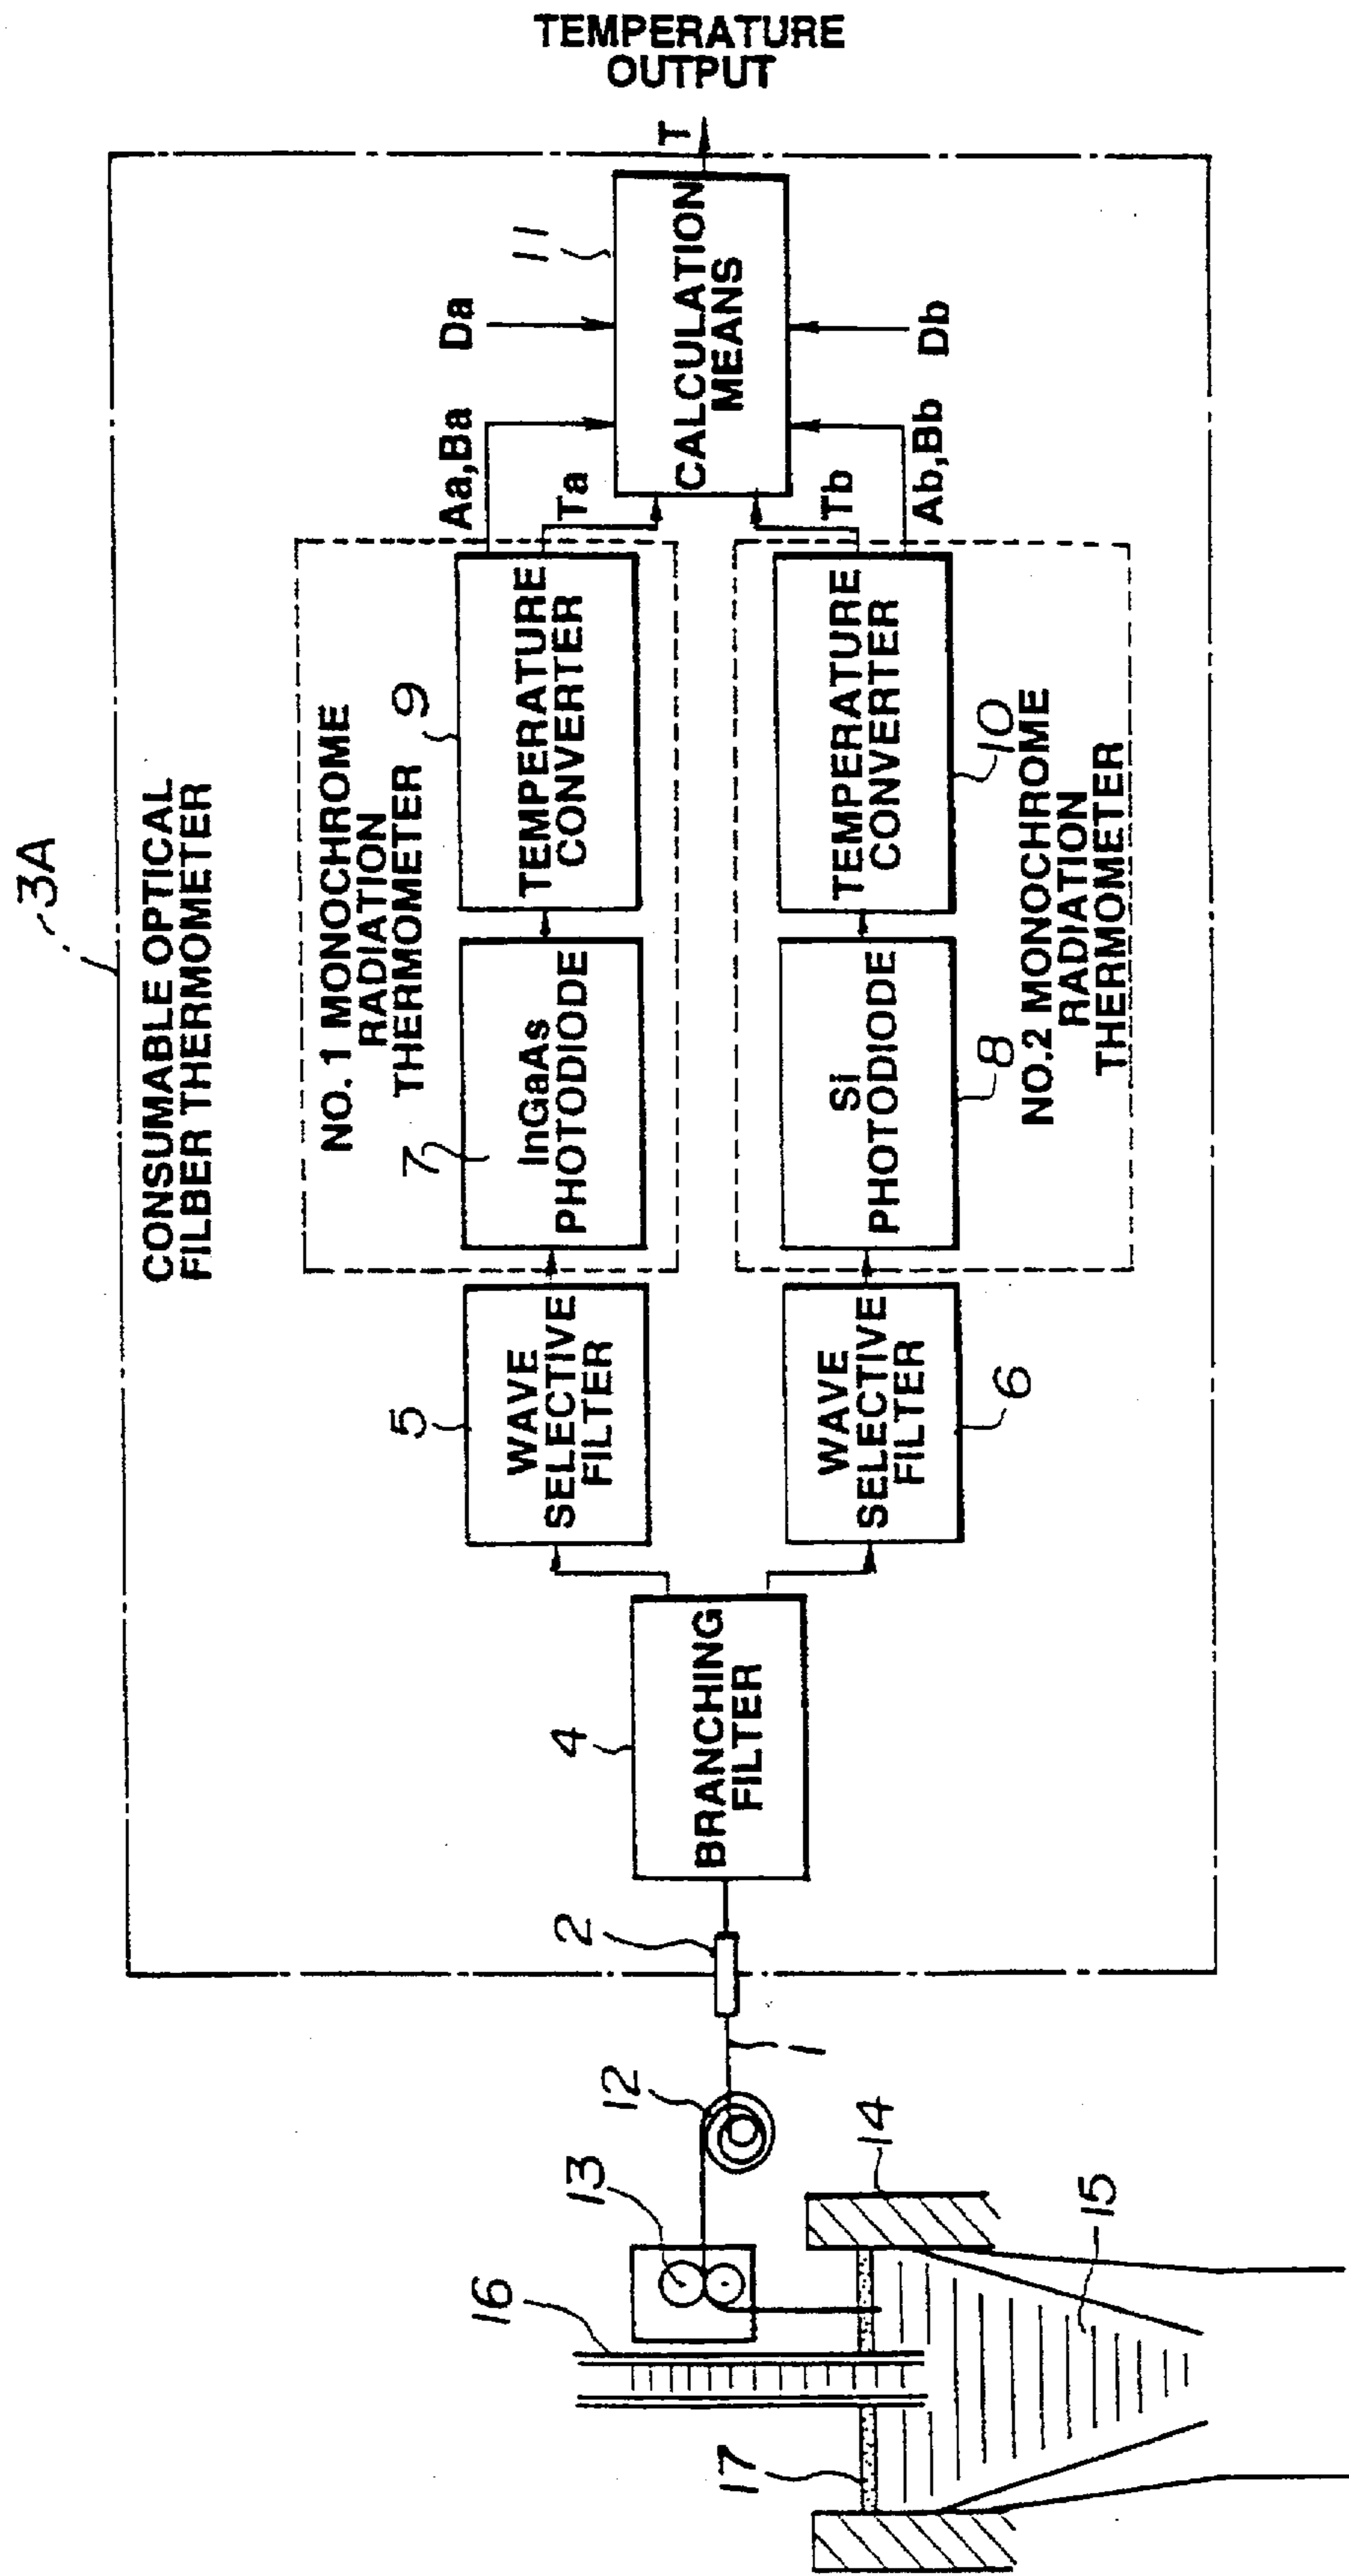 3A
CONSUMABLE OPTICAL
FILBER THERMOMETER
NO. 1 MONOCHROME
RADIATION
THERMOMETER
5
WAVE
SELECTIVE
FILTER
7
InGaAs
PHOTODIODE
9
TEMPERATURE
CONVERTER
Aa,Ba
Da
Ta
11
CALCULATION
MEANS
T
TEMPERATURE
OUTPUT
4
BRANCHING
FILTER
2
1
12
13
16
17
14
15
WAVE
SELECTIVE
FILTER
6
Si
PHOTODIODE
8
TEMPERATURE
CONVERTER
10
Tb
Ab,Bb
Db
NO.2 MONOCHROME
RADIATION
THERMOMETER